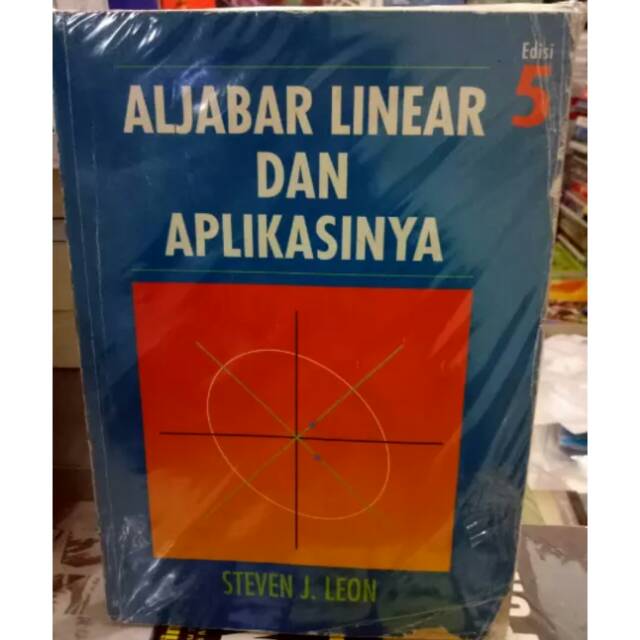 Edisi
5
ALJABAR LINEAR
DAN
APLIKASINYA
STEVEN J. LEON